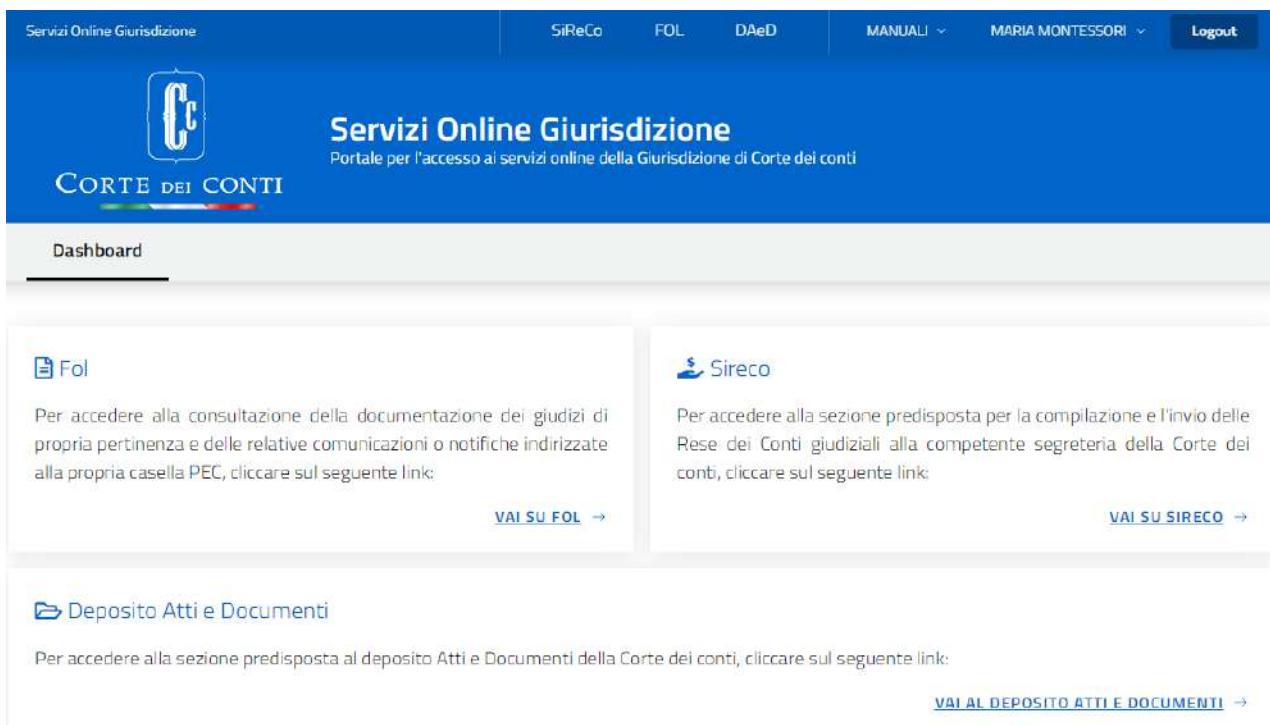 Servizi Online Giurisdizione SiReCo FOL DAeD MANUALI MARIA MONTESSORI Logout
CORTE DEI CONTI
Servizi Online Giurisdizione
Portale per l'accesso ai servizi online della Giurisdizione di Corte dei conti
Dashboard
Fol
Per accedere alla consultazione della documentazione dei giudizi di
propria pertinenza e delle relative comunicazioni o notifiche indirizzate
alla propria casella PEC, cliccare sul seguente link:
VAI SU FOL →
Sireco
Per accedere alla sezione predisposta per la compilazione e l'invio delle
Rese dei Conti giudiziali alla competente segreteria della Corte dei
conti, cliccare sul seguente link:
VAI SU SIRECO →
Deposito Atti e Documenti
Per accedere alla sezione predisposta al deposito Atti e Documenti della Corte dei conti, cliccare sul seguente link:
VAI AL DEPOSITO ATTI E DOCUMENTI →